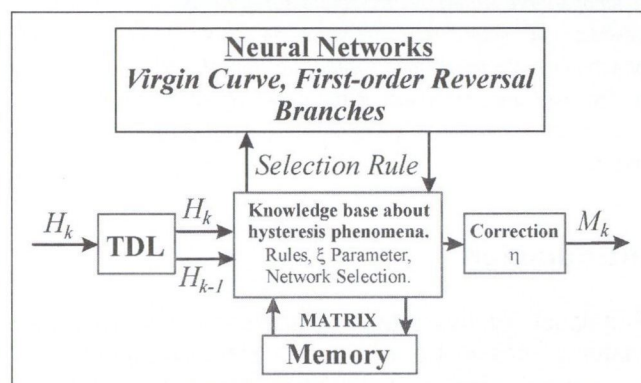 Neural Networks
Virgin Curve, First-order Reversal
Branches
Selection Rule
H_k
TDL
H_k
H_{k-1}
Knowledge base about
hysteresis phenomena.
Rules, ξ Parameter,
Network Selection.
Correction
η
M_k
MATRIX
Memory